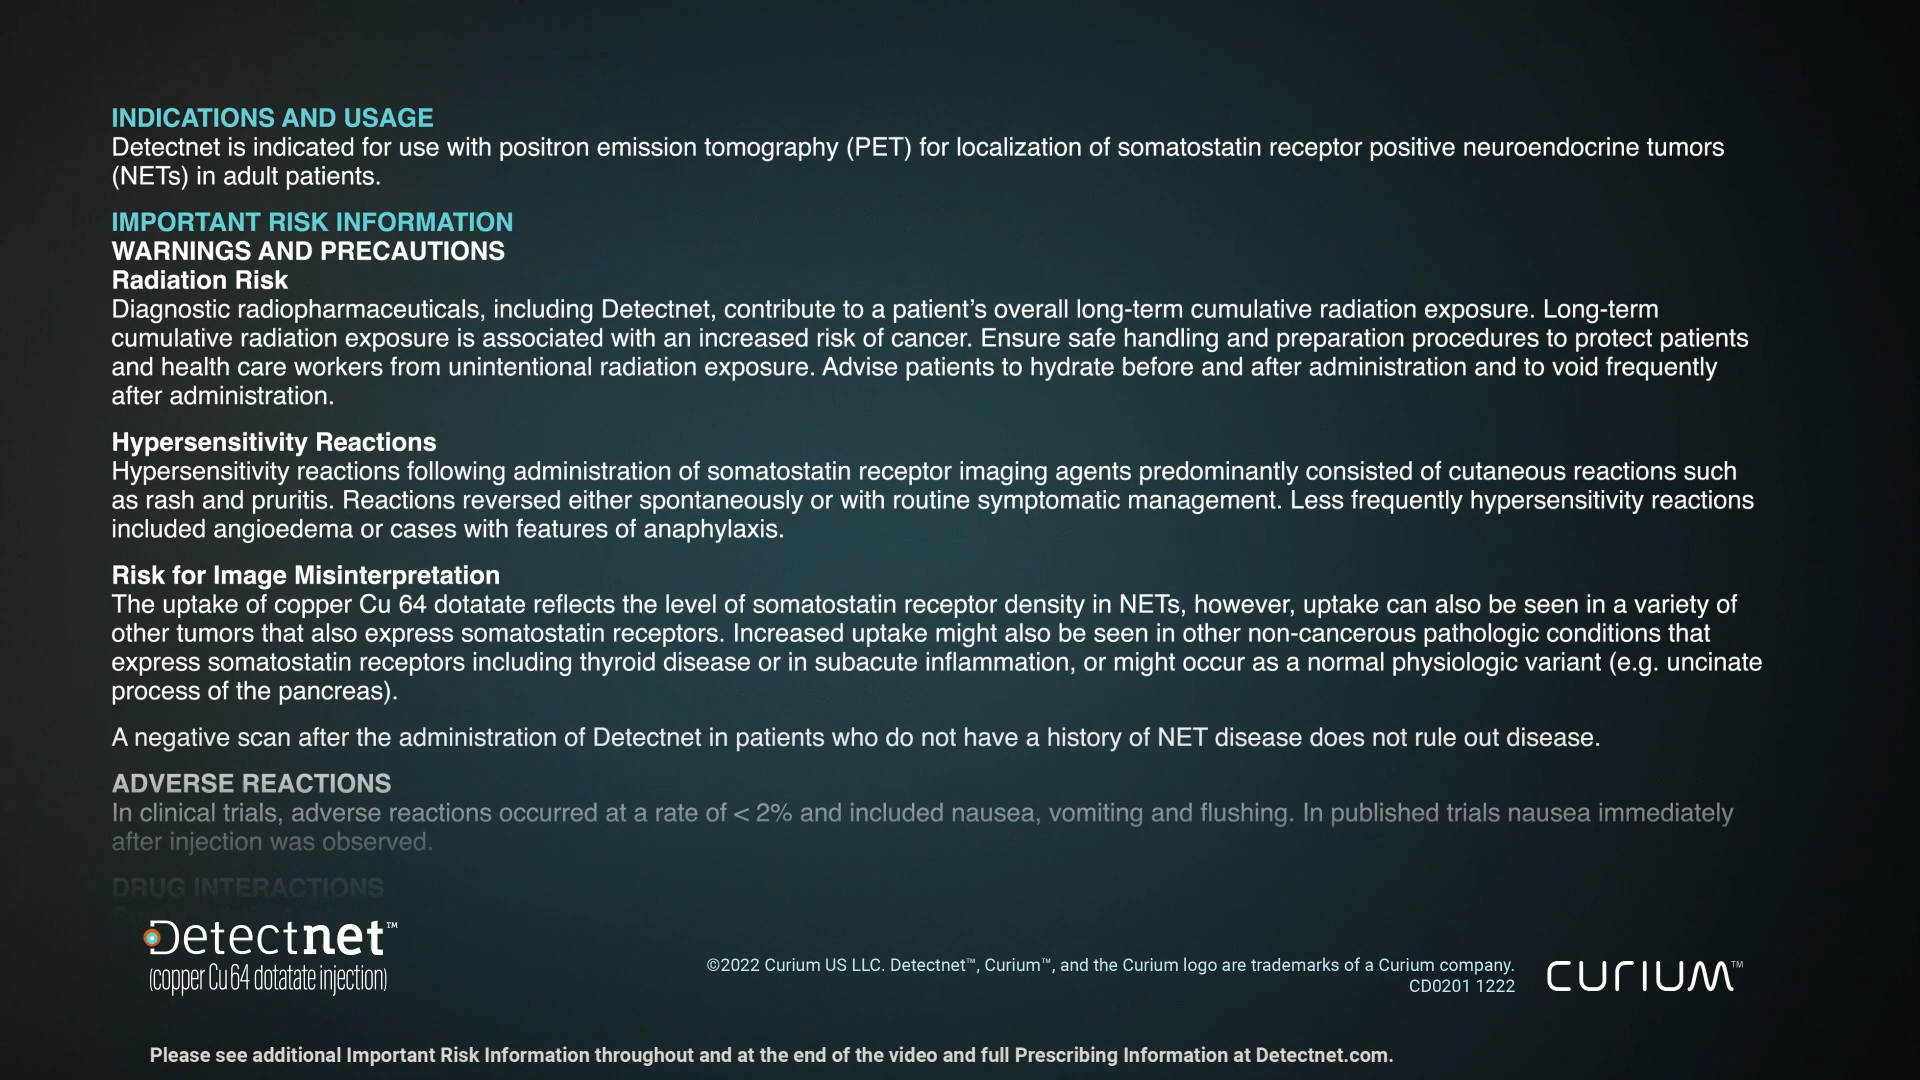 INDICATIONS AND USAGE
Detectnet is indicated for use with positron emission tomography (PET) for localization of somatostatin receptor positive neuroendocrine tumors
(NETs) in adult patients.
IMPORTANT RISK INFORMATION
WARNINGS AND PRECAUTIONS
Radiation Risk
Diagnostic radiopharmaceuticals, including Detectnet, contribute to a patient’s overall long-term cumulative radiation exposure. Long-term
cumulative radiation exposure is associated with an increased risk of cancer. Ensure safe handling and preparation procedures to protect patients
and health care workers from unintentional radiation exposure. Advise patients to hydrate before and after administration and to void frequently
after administration.
Hypersensitivity Reactions
Hypersensitivity reactions following administration of somatostatin receptor imaging agents predominantly consisted of cutaneous reactions such
as rash and pruritis. Reactions reversed either spontaneously or with routine symptomatic management. Less frequently hypersensitivity reactions
included angioedema or cases with features of anaphylaxis.
Risk for Image Misinterpretation
The uptake of copper Cu 64 dotatate reflects the level of somatostatin receptor density in NETs, however, uptake can also be seen in a variety of
other tumors that also express somatostatin receptors. Increased uptake might also be seen in other non-cancerous pathologic conditions that
express somatostatin receptors including thyroid disease or in subacute inflammation, or might occur as a normal physiologic variant (e.g. uncinate
process of the pancreas).
A negative scan after the administration of Detectnet in patients who do not have a history of NET disease does not rule out disease.
ADVERSE REACTIONS
In clinical trials, adverse reactions occurred at a rate of < 2% and included nausea, vomiting and flushing. In published trials nausea immediately
after injection was observed.
DRUG INTERACTIONS
Detectnet™
(copper Cu 64 dotatate injection)
©2022 Curium US LLC. Detectnet™, Curium™, and the Curium logo are trademarks of a Curium company.
CD0201 1222
CURIUM™
Please see additional Important Risk Information throughout and at the end of the video and full Prescribing Information at Detectnet.com.